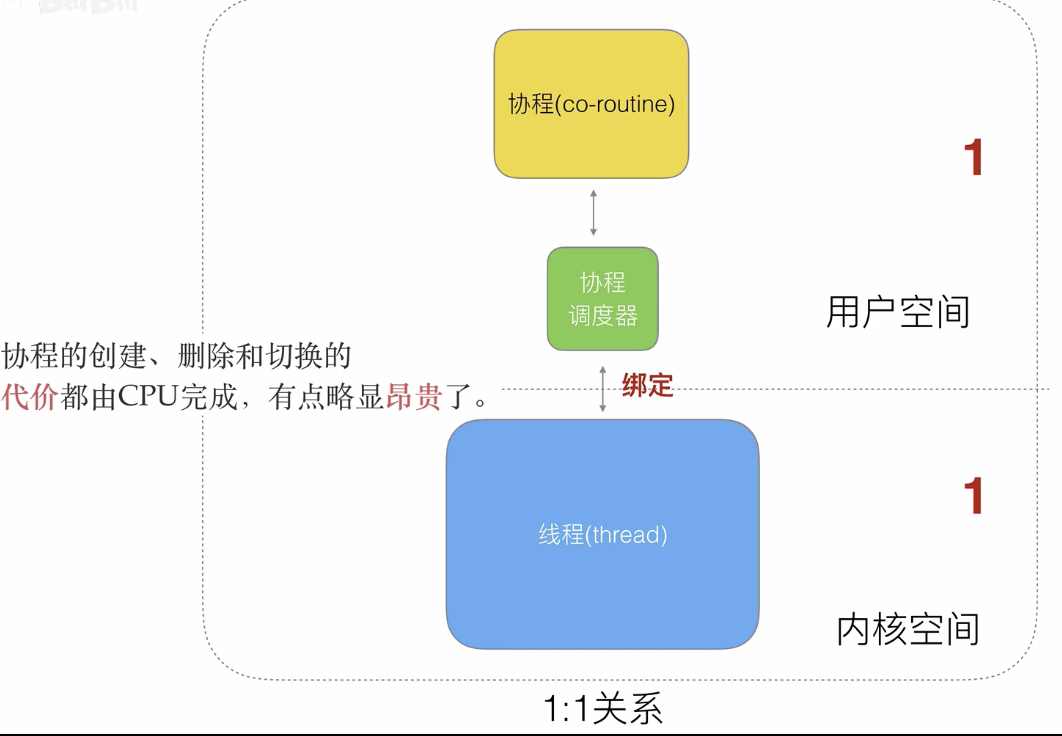 协程(co-routine)
1
协程
调度器
用户空间
协程的创建、删除和切换的
代价都由CPU完成，有点略显昂贵了。
绑定
1
线程(thread)
内核空间
1:1关系